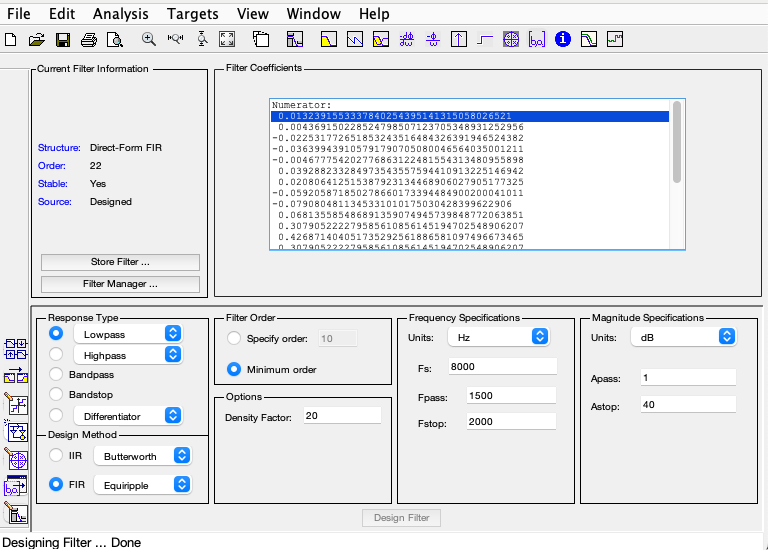 File Edit Analysis Targets View Window Help
Current Filter Information
Structure: Direct-Form FIR
Order: 22
Stable: Yes
Source: Designed
Store Filter ...
Filter Manager ...
Filter Coefficients
Numerator:
0.0132391553337840254395141315058026521
0.004369150228524798507123705348931252956
-0.022531772651853243516484326391946524382
-0.036399439105791790705080046564035001211
-0.004677754202776863122481554313480955898
0.039288233284973543557594410913225146942
0.020806412515387923134468906027905177325
-0.059205871850278660173394484900200041011
-0.079080481134533101017503042839962290​6
0.068135585486891359074945739848772063851
0.307905222279585610856145194702548906207
0.426871404051735292561886581097496673465
0.307905222279585610856145194702548906207
Response Type
Lowpass
Highpass
Bandpass
Bandstop
Differentiator
Design Method
IIR Butterworth
FIR Equiripple
Filter Order
Specify order: 10
Minimum order
Options
Density Factor: 20
Frequency Specifications
Units: Hz
Fs: 8000
Fpass: 1500
Fstop: 2000
Magnitude Specifications
Units: dB
Apass: 1
Astop: 40
Design Filter
Designing Filter ... Done